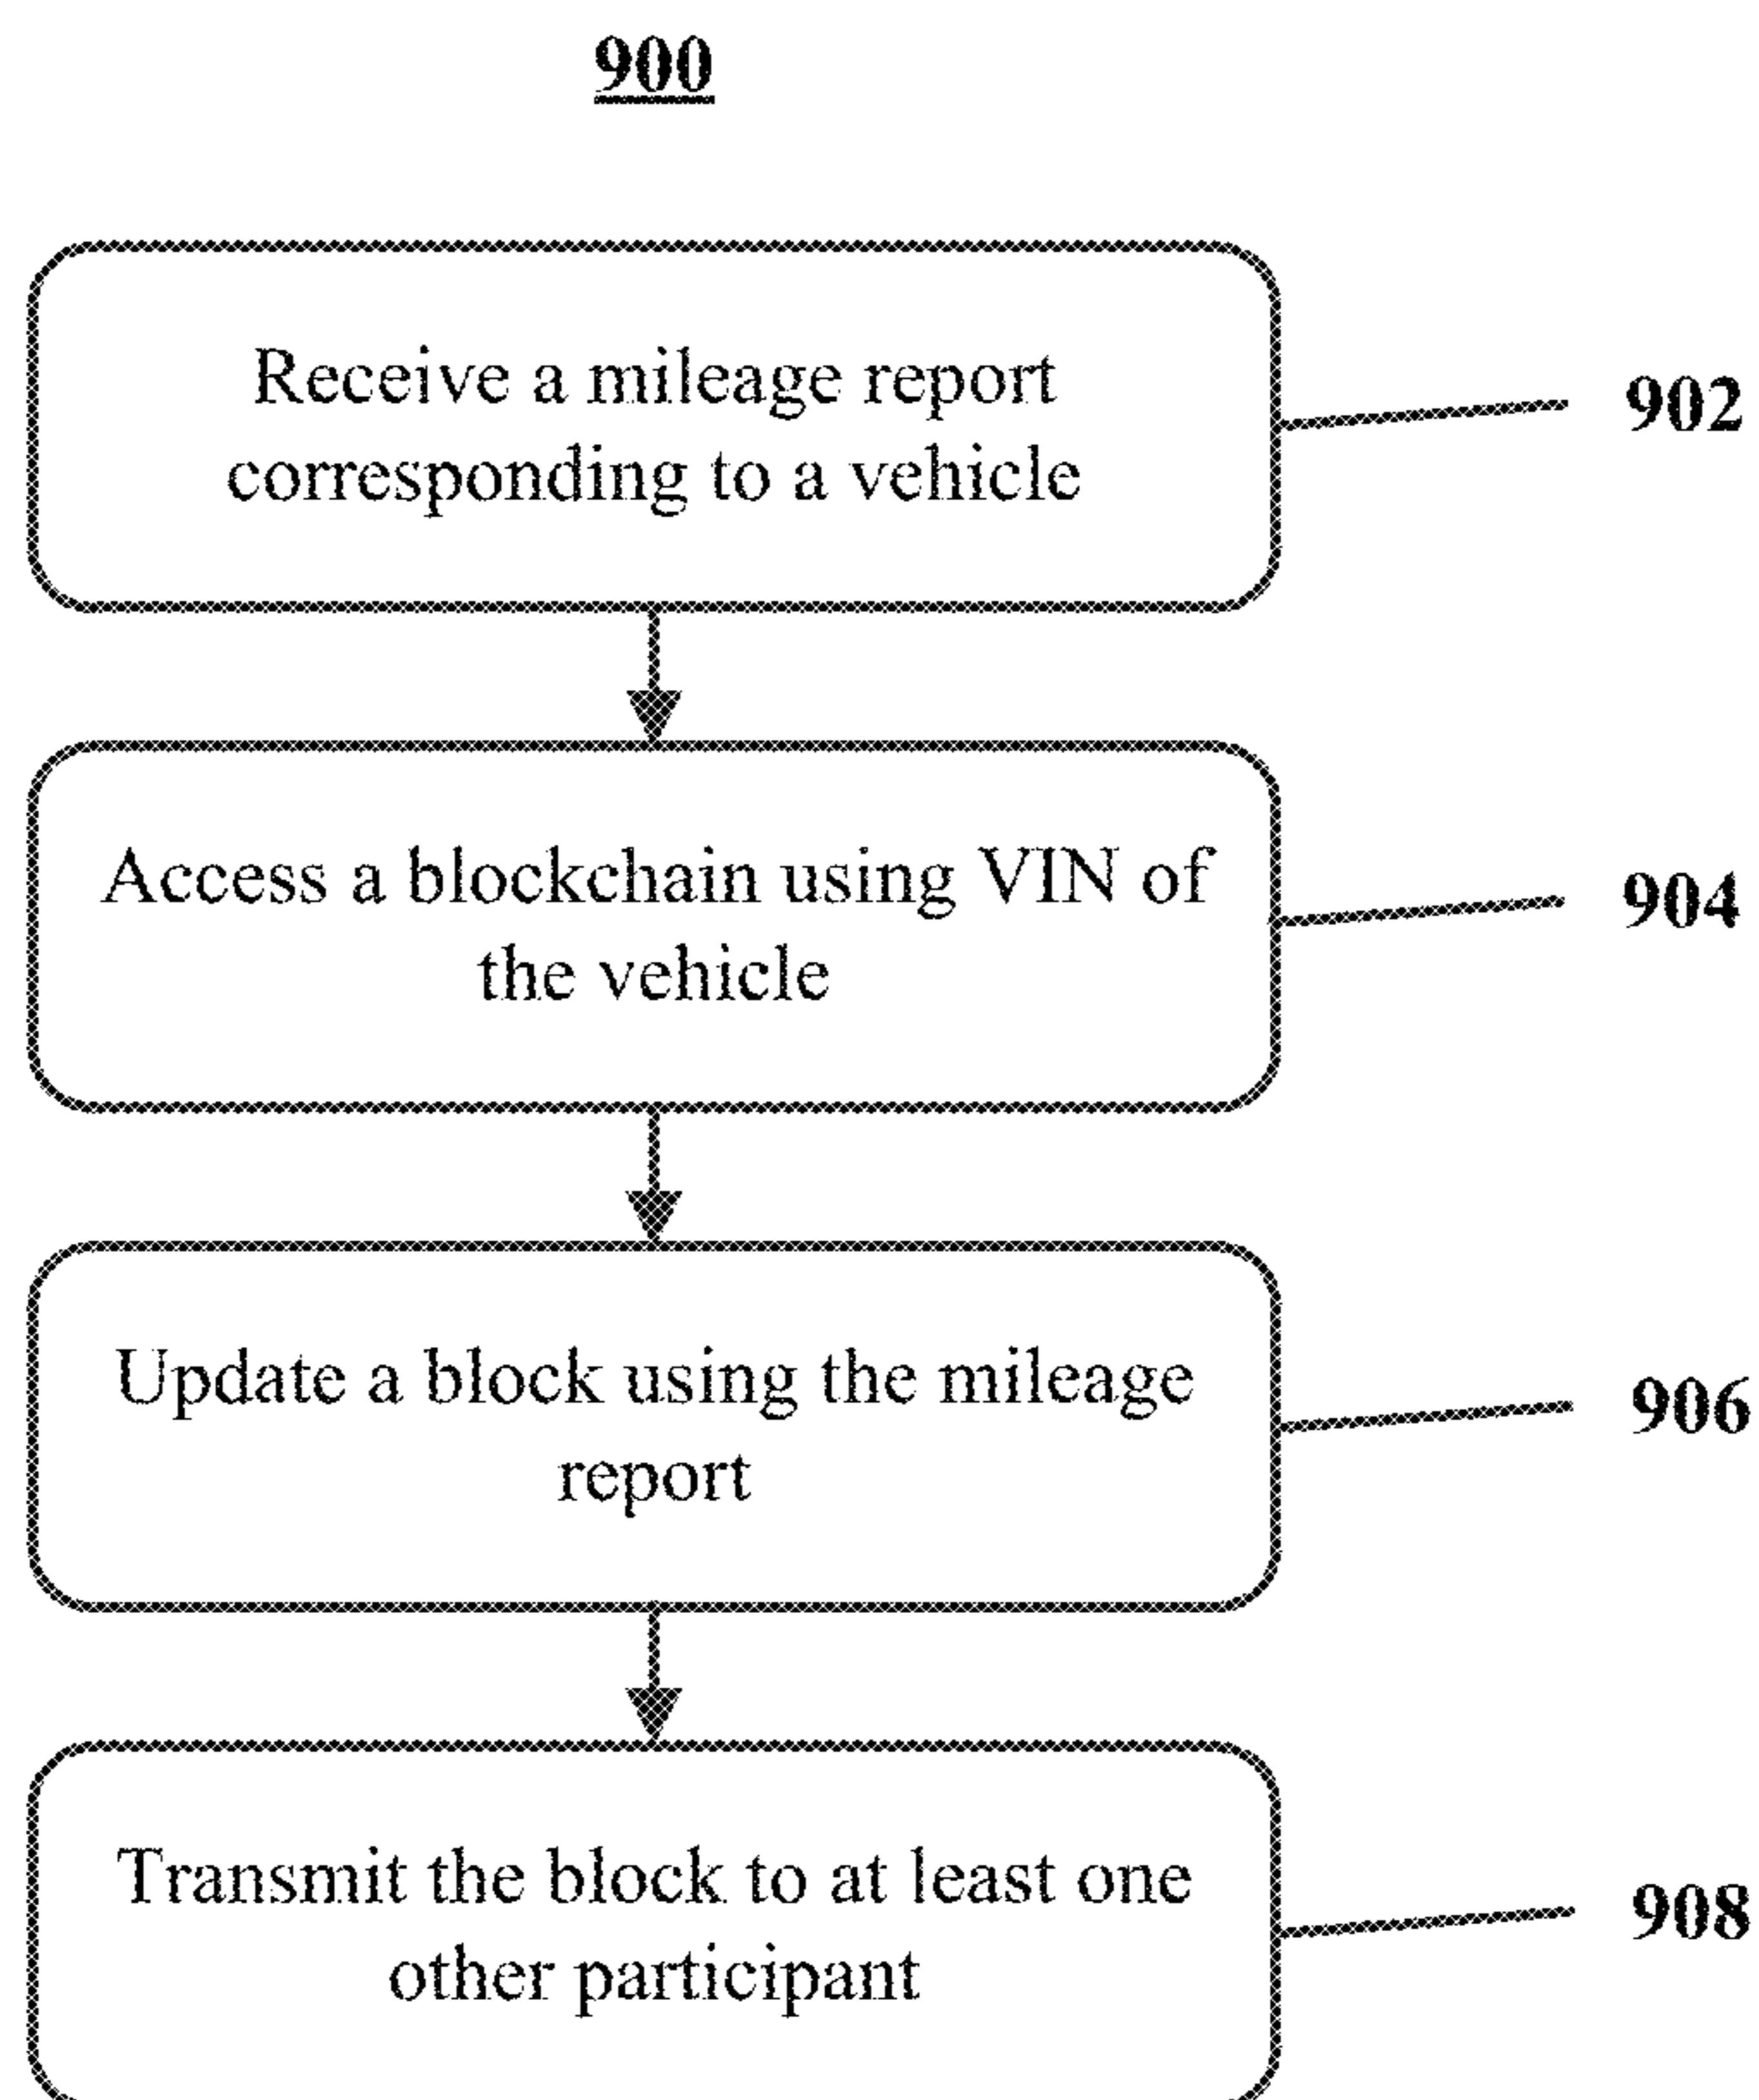 900
Receive a mileage report
corresponding to a vehicle
902
Access a blockchain using VIN of
the vehicle
904
Update a block using the mileage
report
906
Transmit the block to at least one
other participant
908